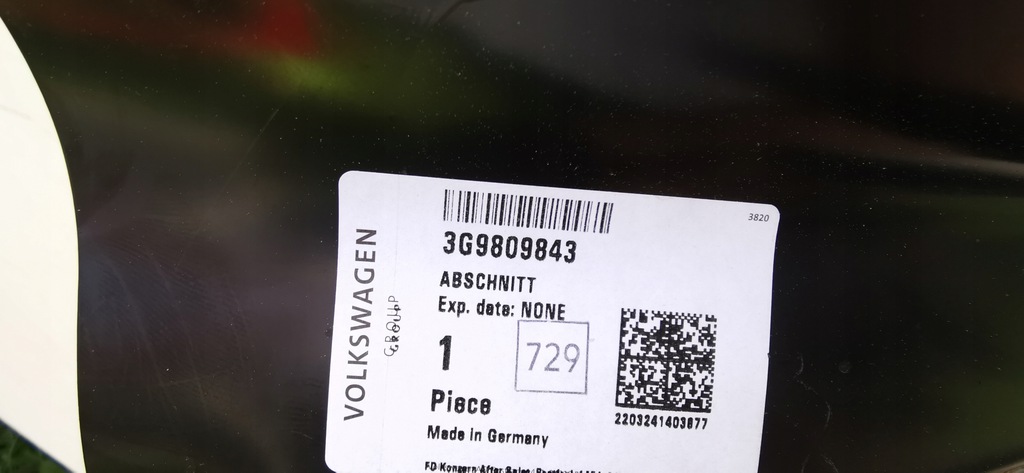 3820
3G9809843
ABSCHNITT
Exp. date: NONE
1
729
Piece
2203241403877
Made in Germany
VOLKSWAGEN
GROUP